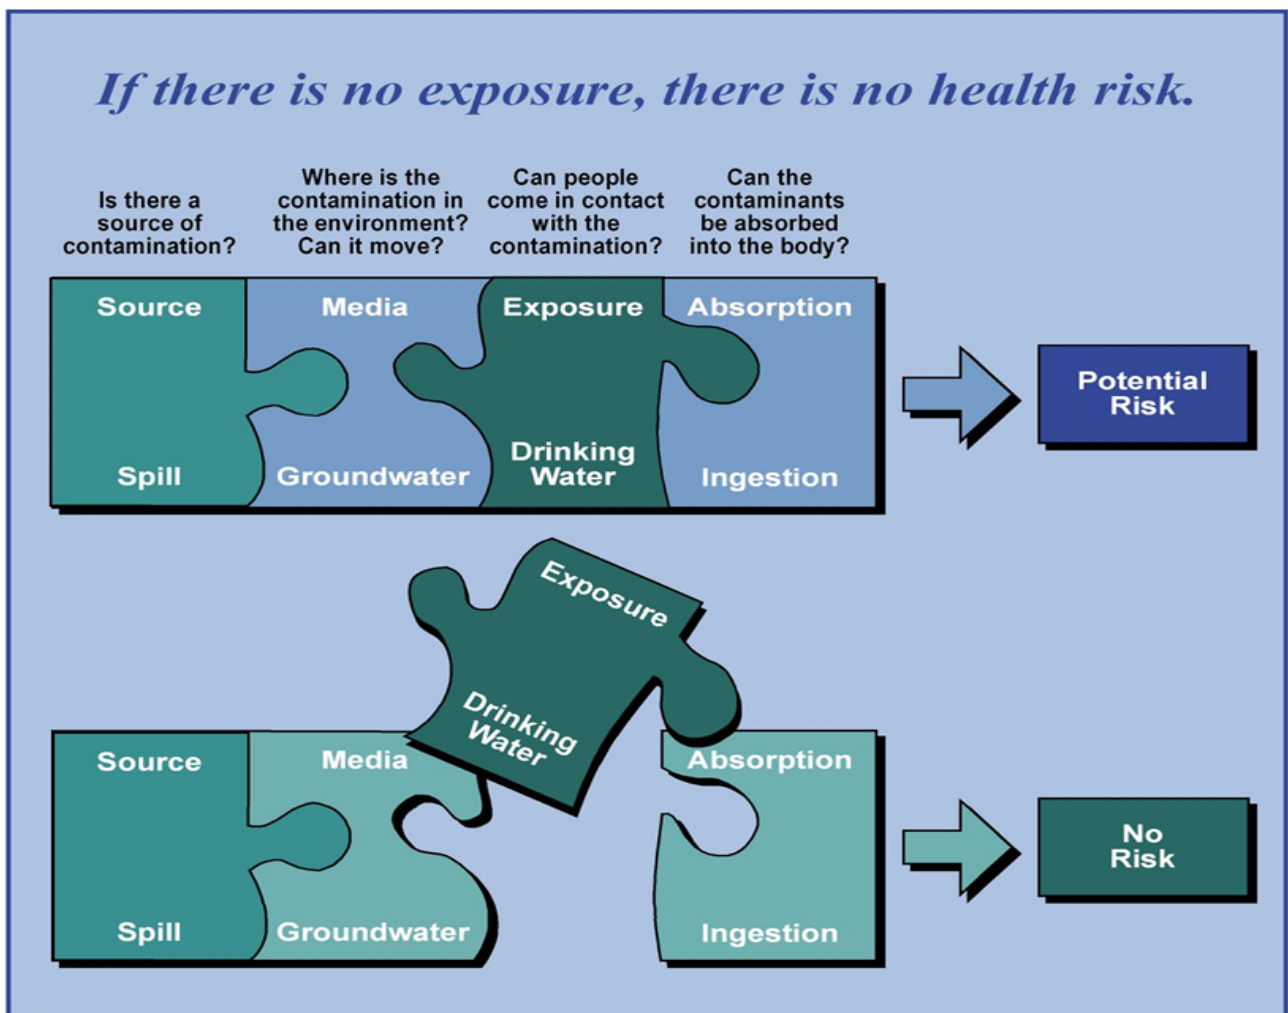 If there is no exposure, there is no health risk.
Is there a
source of
contamination?
Where is the
contamination in
the environment?
Can it move?
Can people
come in contact
with the
contamination?
Can the
contaminants
be absorbed
into the body?
Source
Spill
Media
Groundwater
Exposure
Drinking
Water
Absorption
Ingestion
Potential
Risk
Source
Spill
Media
Groundwater
Exposure
Drinking
Water
Absorption
Ingestion
No
Risk